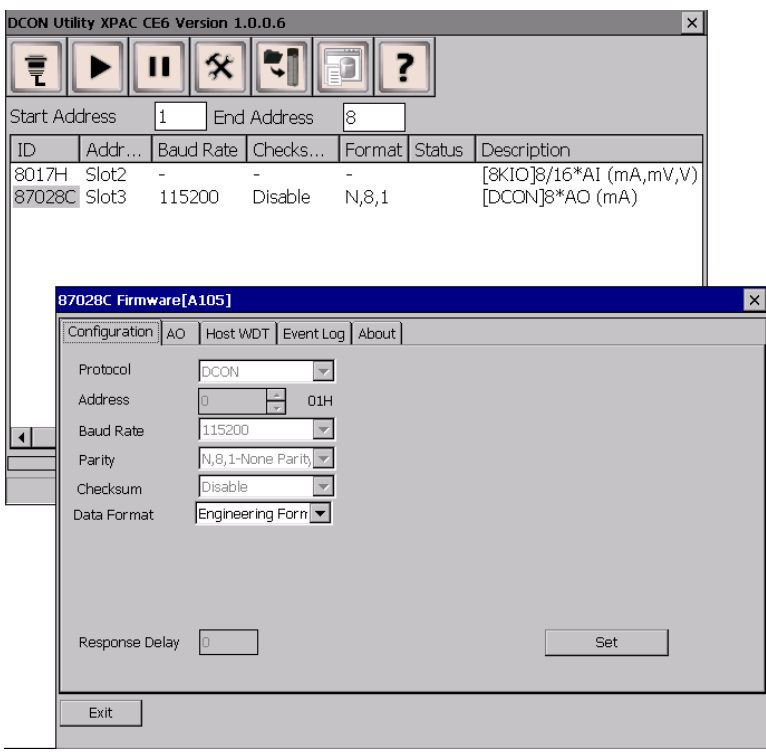 DCON Utility XPAC CE6 Version 1.0.0.6
Start Address 1 End Address 8
ID Addr... Baud Rate Checks... Format Status Description
8017H Slot2 - - - [8KIO]8/16*AI (mA,mV,V)
87028C Slot3 115200 Disable N,8,1 [DCON]8*AO (mA)
87028C Firmware[A105]
Configuration AO Host WDT Event Log About
Protocol DCON
Address 0 01H
Baud Rate 115200
Parity N,8,1-None Parity
Checksum Disable
Data Format Engineering Form
Response Delay 0 Set
Exit